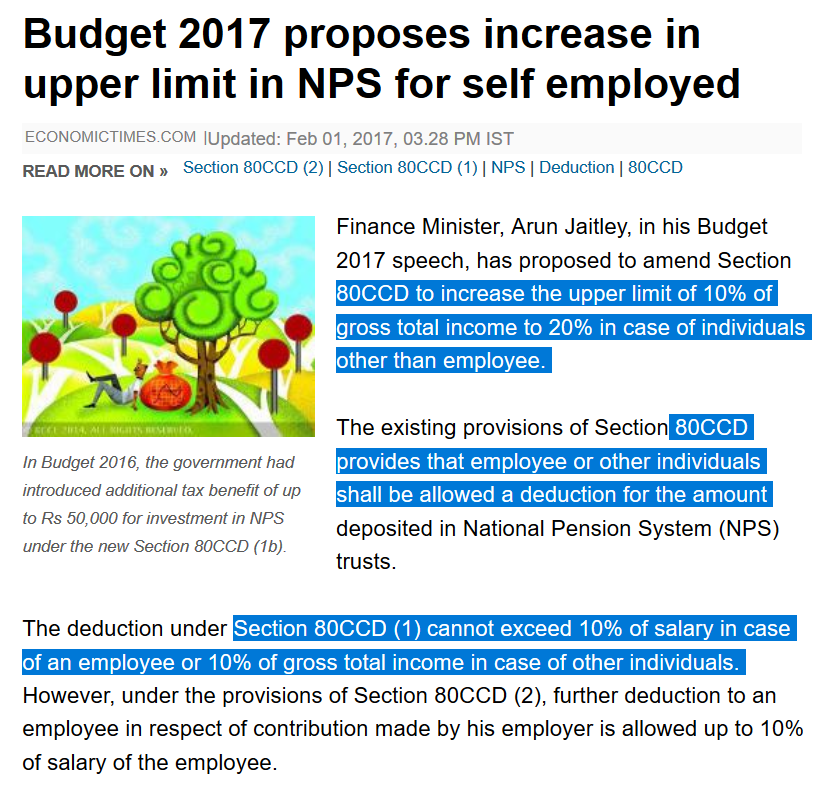 Budget 2017 proposes increase in
upper limit in NPS for self employed
ECONOMICTIMES.COM |Updated: Feb 01, 2017, 03.28 PM IST
READ MORE ON » Section 80CCD (2) | Section 80CCD (1) | NPS | Deduction | 80CCD
Finance Minister, Arun Jaitley, in his Budget
2017 speech, has proposed to amend Section
80CCD to increase the upper limit of 10% of
gross total income to 20% in case of individuals
other than employee.
The existing provisions of Section 80CCD
provides that employee or other individuals
shall be allowed a deduction for the amount
deposited in National Pension System (NPS)
trusts.
2014, ALL RIGHTS RESERVED.
In Budget 2016, the government had
introduced additional tax benefit of up
to Rs 50,000 for investment in NPS
under the new Section 80CCD (1b).
The deduction under Section 80CCD (1) cannot exceed 10% of salary in case
of an employee or 10% of gross total income in case of other individuals.
However, under the provisions of Section 80CCD (2), further deduction to an
employee in respect of contribution made by his employer is allowed up to 10%
of salary of the employee.